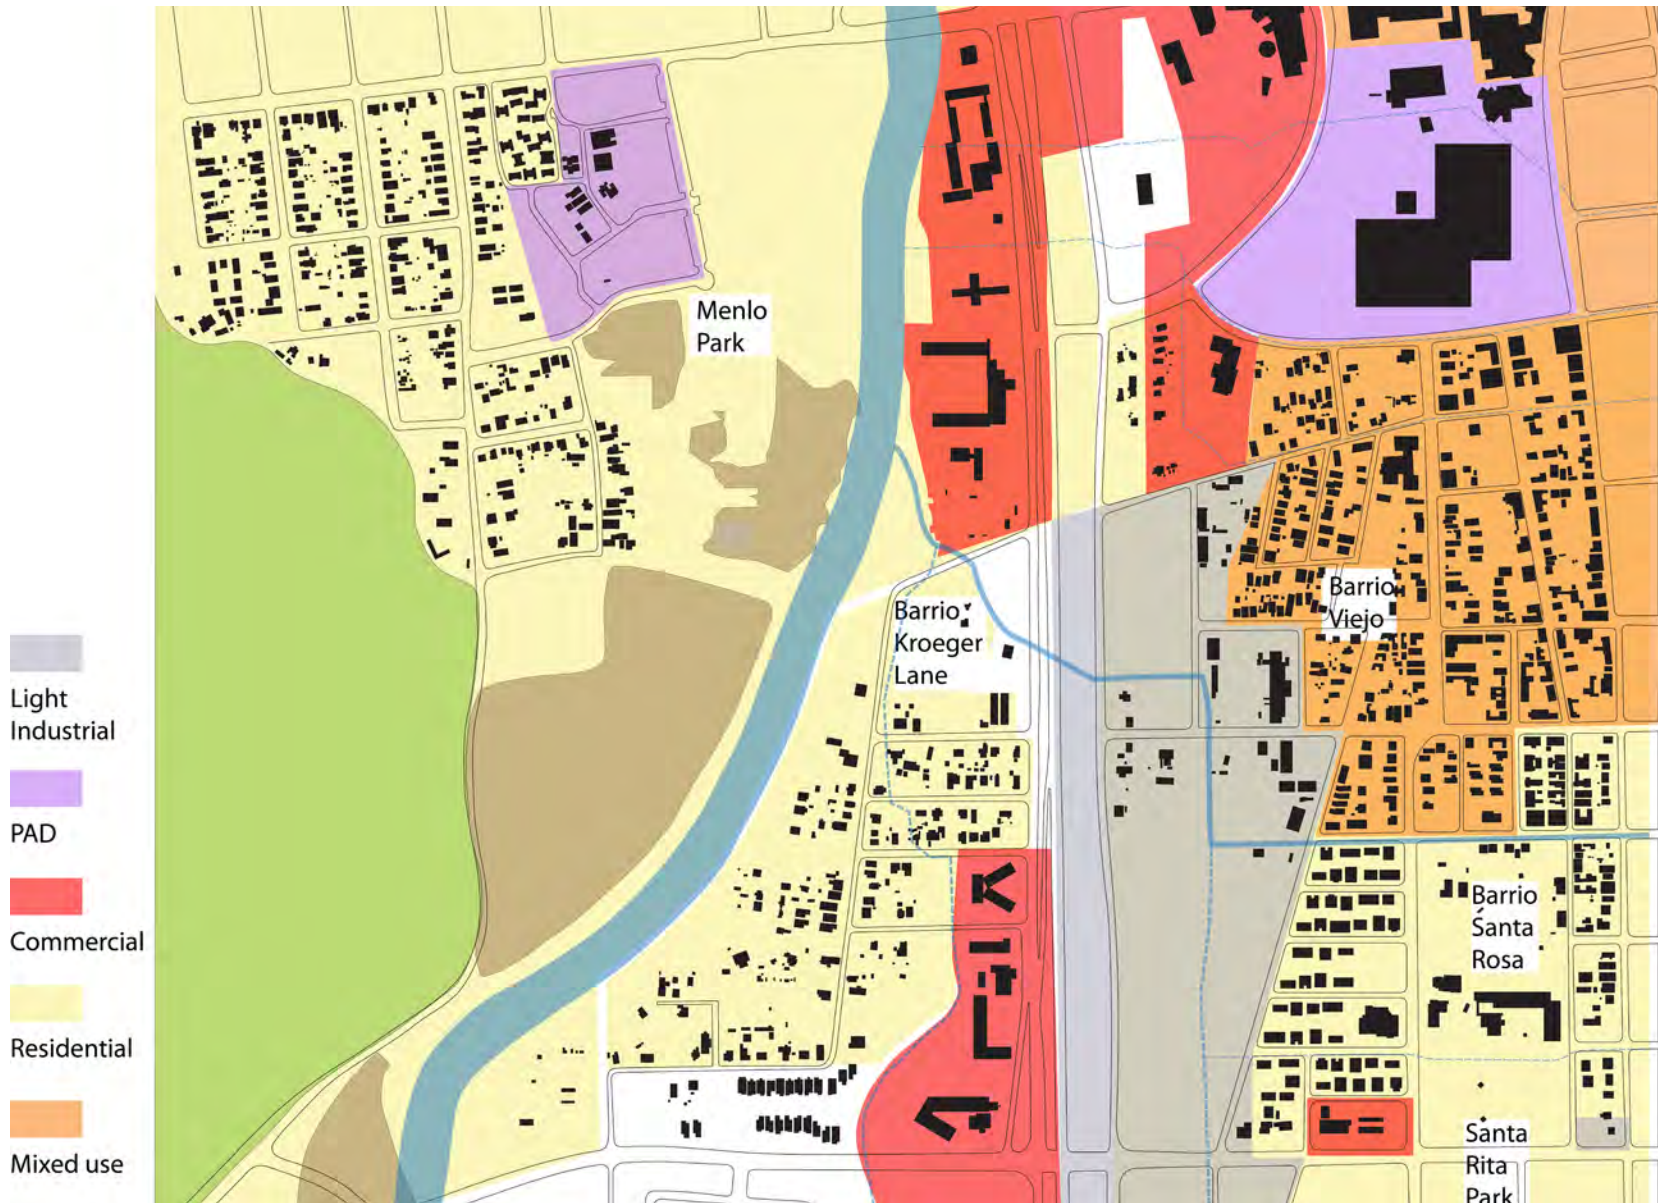 Menlo
Park
Barrio
Viejo
Barrio
Kroeger
Lane
Light
Industrial
PAD
Commercial
Residential
Mixed use
Barrio
Santa
Rosa
Santa
Rita
Park